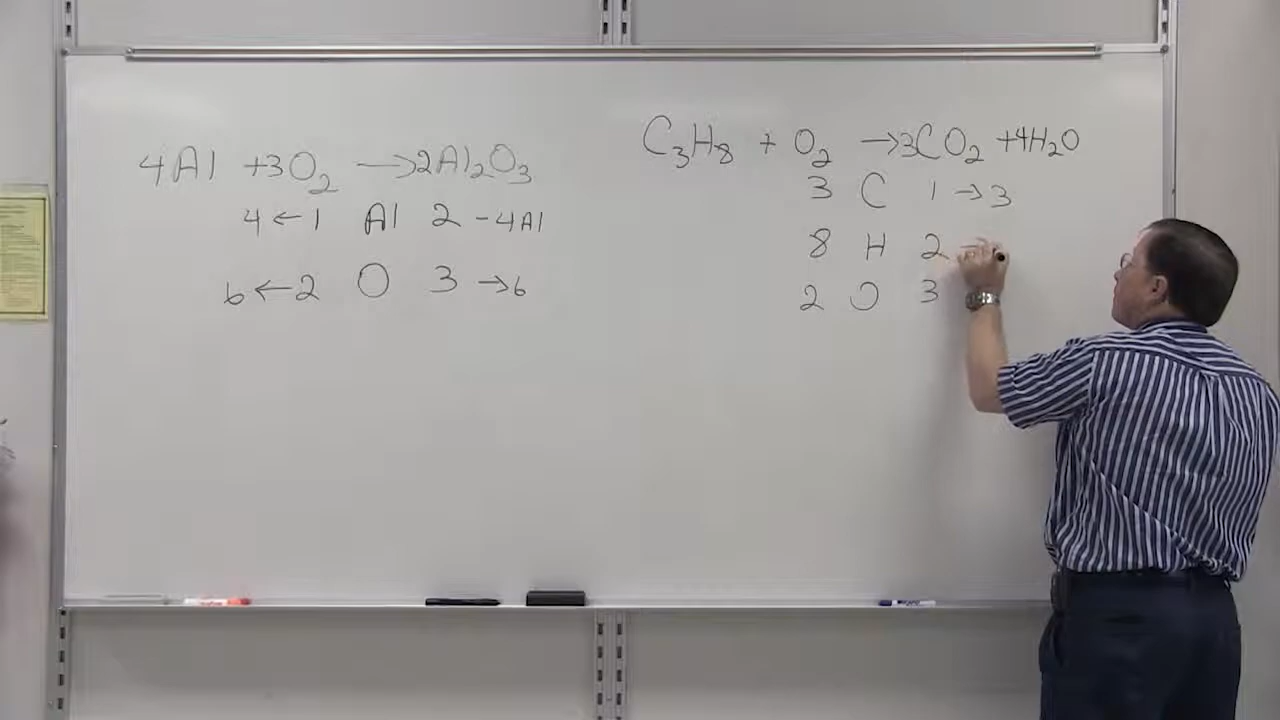 4Al +3O₂ →2Al₂O₃
4 ← 1 Al 2 - 4Al
6 ← 2 O 3 → 6
C₃H₈ + O₂ →3CO₂ +4H₂O
3 C 1 → 3
8 H 2 →
2 O 3